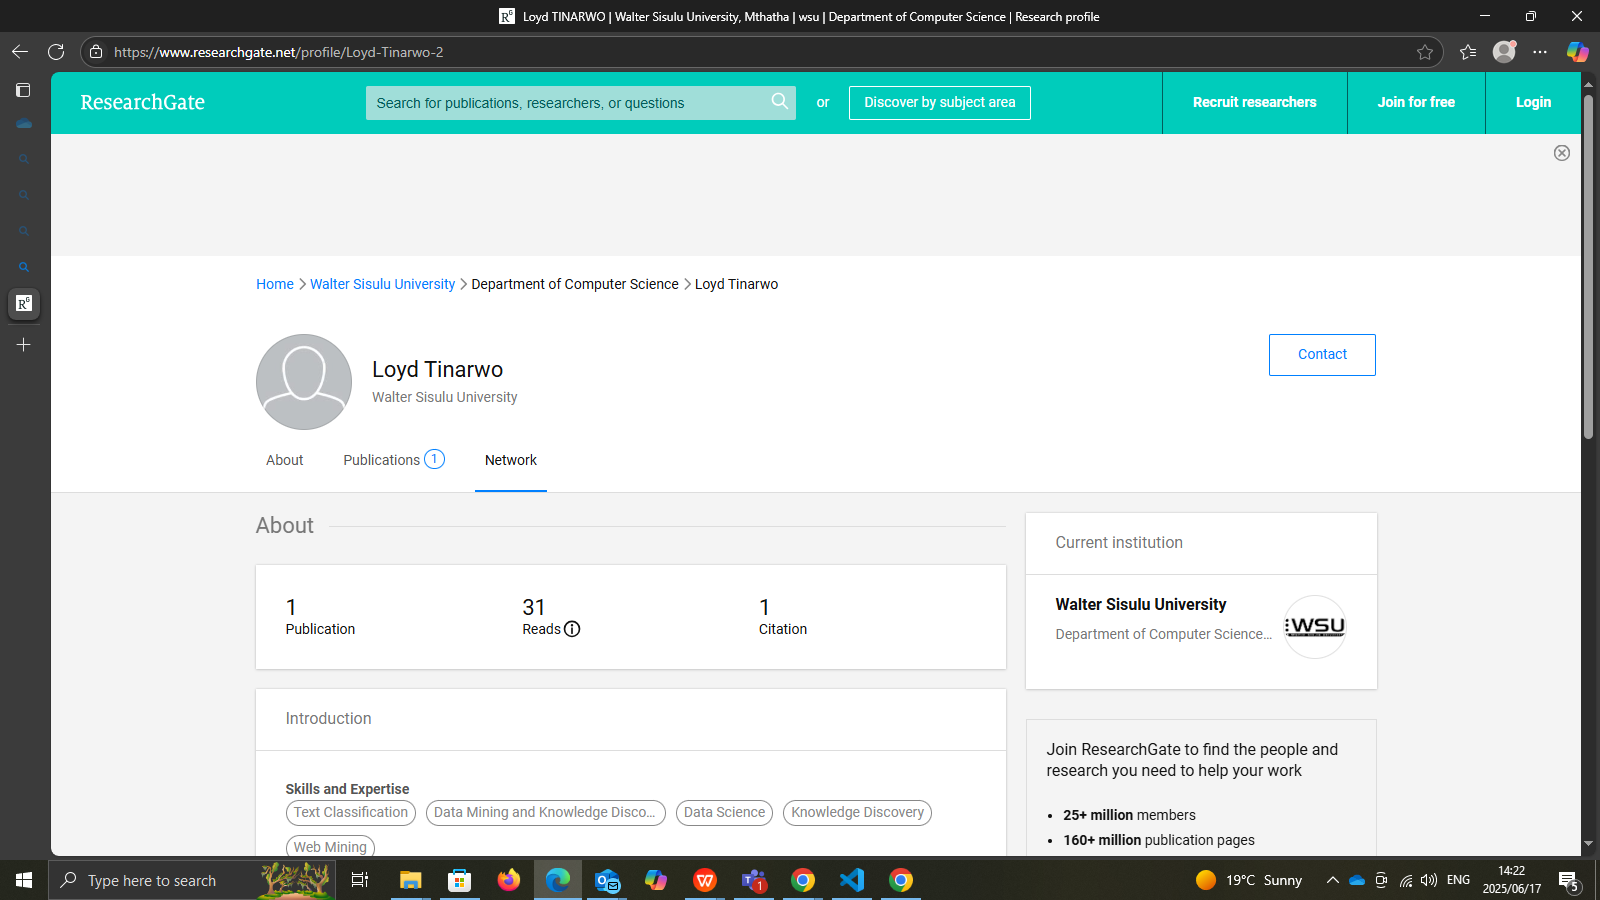 Loyd TINARWO | Walter Sisulu University, Mthatha | wsu | Department of Computer Science | Research profile
https://www.researchgate.net/profile/Loyd-Tinarwo-2
ResearchGate
Search for publications, researchers, or questions
or
Discover by subject area
Recruit researchers
Join for free
Login
Home > Walter Sisulu University > Department of Computer Science > Loyd Tinarwo
Loyd Tinarwo
Walter Sisulu University
Contact
About
Publications 1
Network
About
1
Publication
31
Reads
1
Citation
Introduction
Skills and Expertise
Text Classification
Data Mining and Knowledge Disco...
Data Science
Knowledge Discovery
Web Mining
Current institution
Walter Sisulu University
Department of Computer Science...
WSU
Join ResearchGate to find the people and
research you need to help your work
• 25+ million members
• 160+ million publication pages
Type here to search
1
19°C Sunny
ENG
14:22
2025/06/17
5